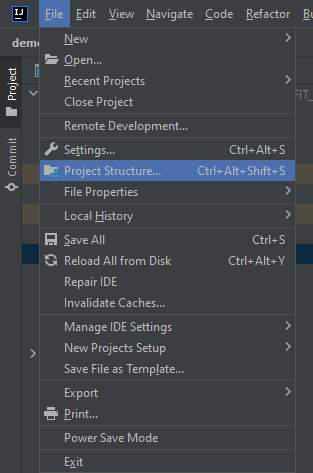 IJ File Edit View Navigate Code Refactor
dem
Project
Commit
FIT_
New
Open...
Recent Projects
Close Project
Remote Development...
Settings... Ctrl+Alt+S
Project Structure... Ctrl+Alt+Shift+S
File Properties
Local History
Save All Ctrl+S
Reload All from Disk Ctrl+Alt+Y
Repair IDE
Invalidate Caches...
Manage IDE Settings
New Projects Setup
Save File as Template...
Export
Print...
Power Save Mode
Exit